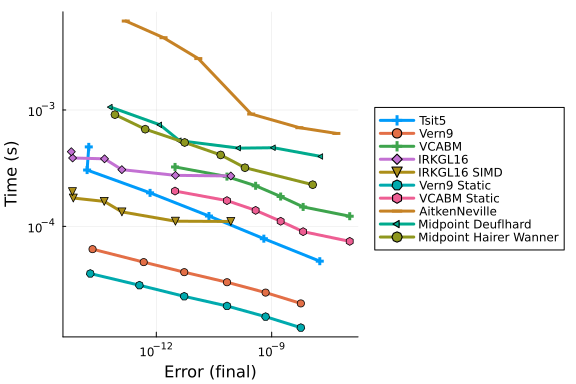 Time (s)
10⁻³
10⁻⁴
10⁻¹²
10⁻⁹
Error (final)
Tsit5
Vern9
VCABM
IRKGL16
IRKGL16 SIMD
Vern9 Static
VCABM Static
AitkenNeville
Midpoint Deuflhard
Midpoint Hairer Wanner